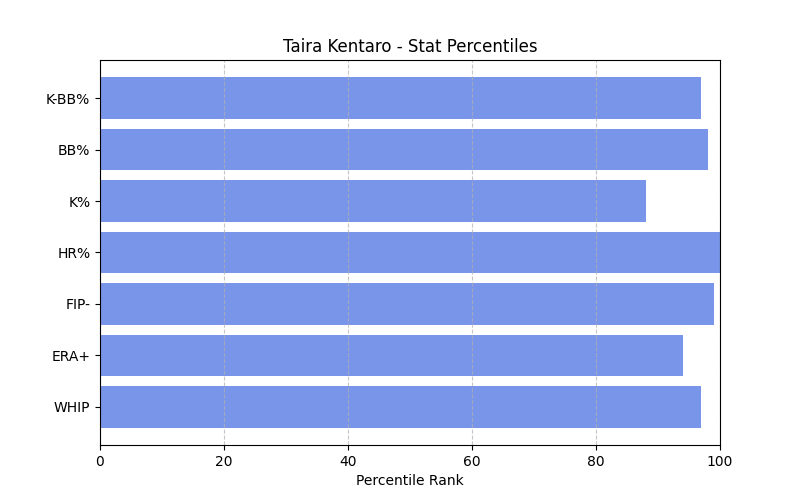 Taira Kentaro - Stat Percentiles
K-BB%
BB%
K%
HR%
FIP-
ERA+
WHIP
0 20 40 60 80 100
Percentile Rank